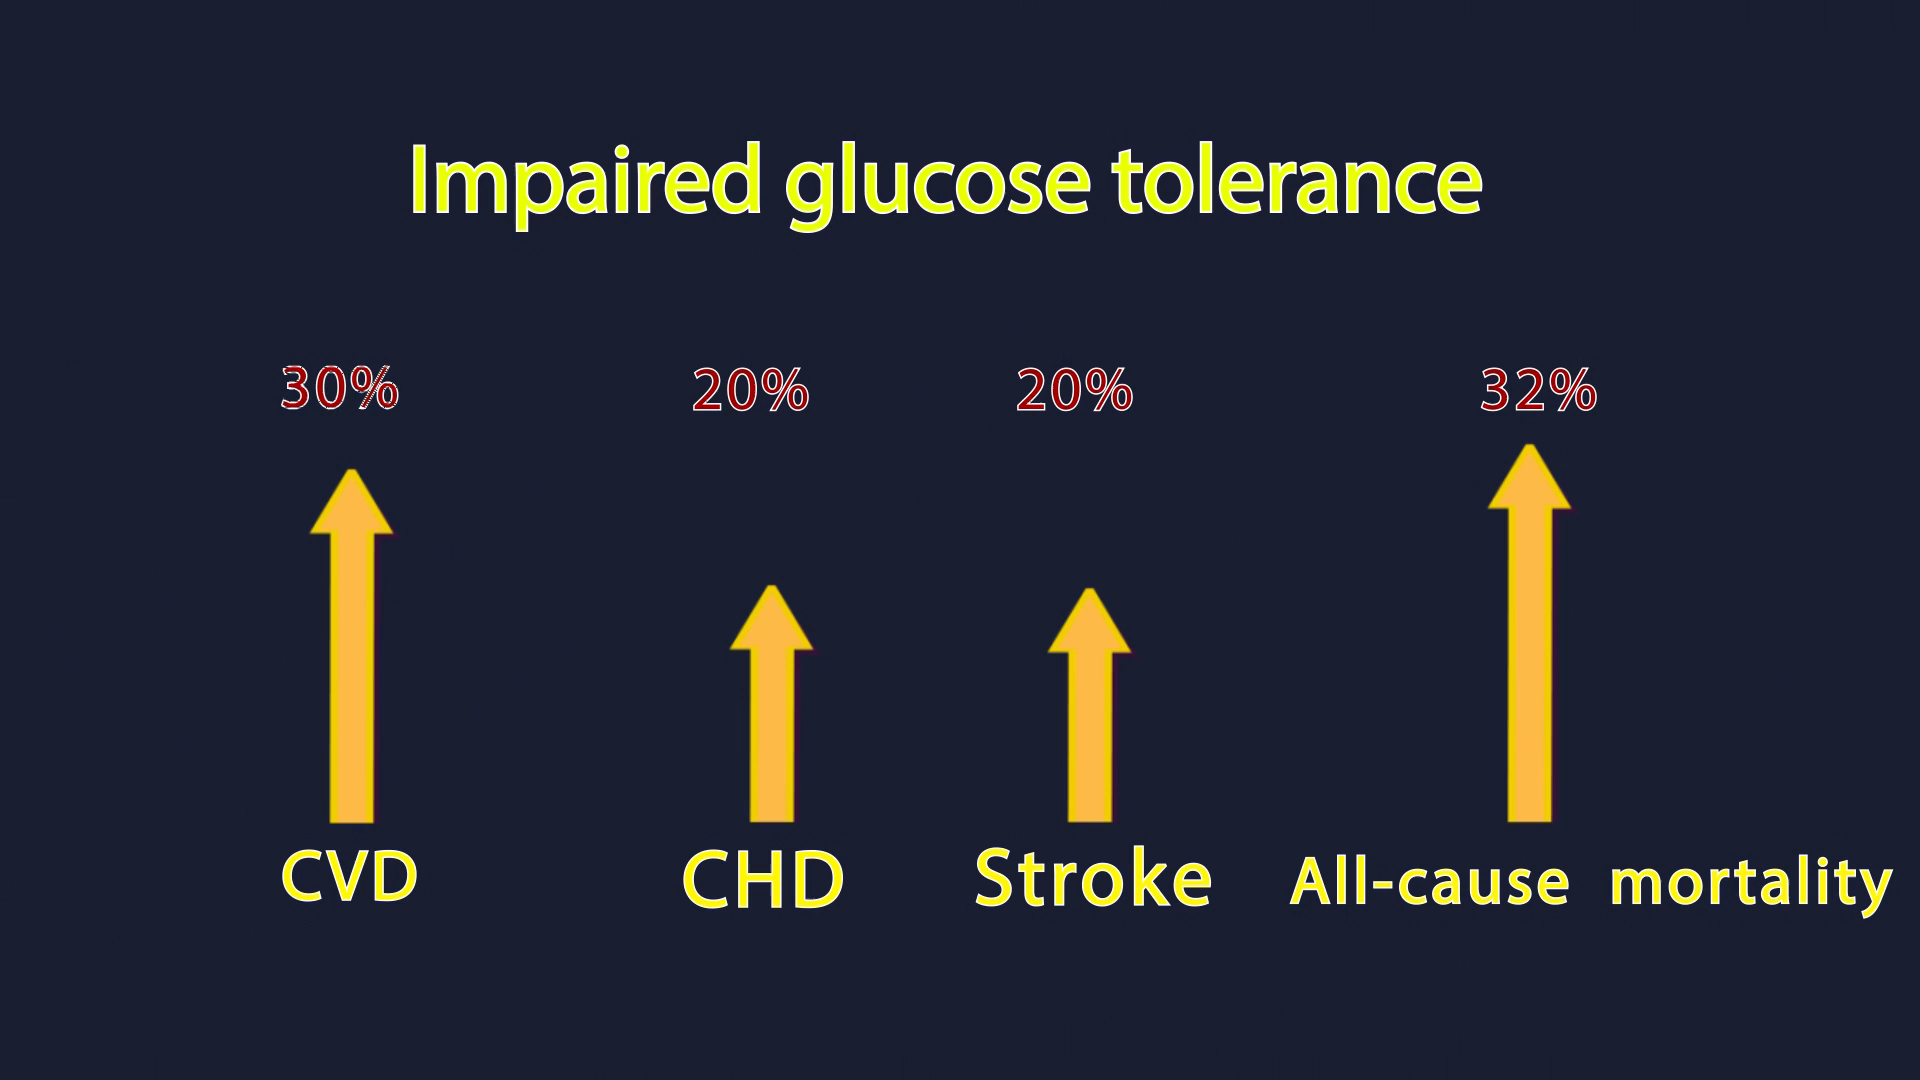 Impaired glucose tolerance
30% 20% 20% 32%
CVD CHD Stroke All-cause mortality